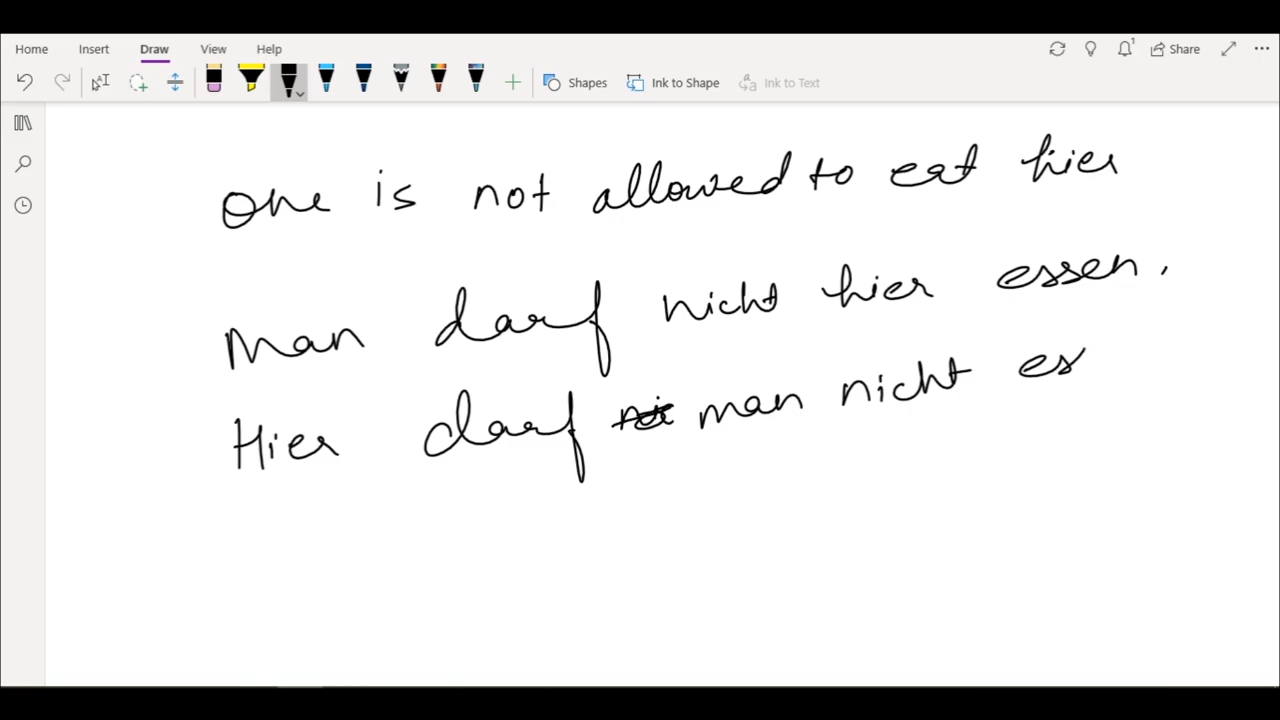 Home Insert Draw View Help
Share
Shapes Ink to Shape Ink to Text
One is not allowed to eat hier
Man darf nicht hier essen.
Hier darf ni man nicht es